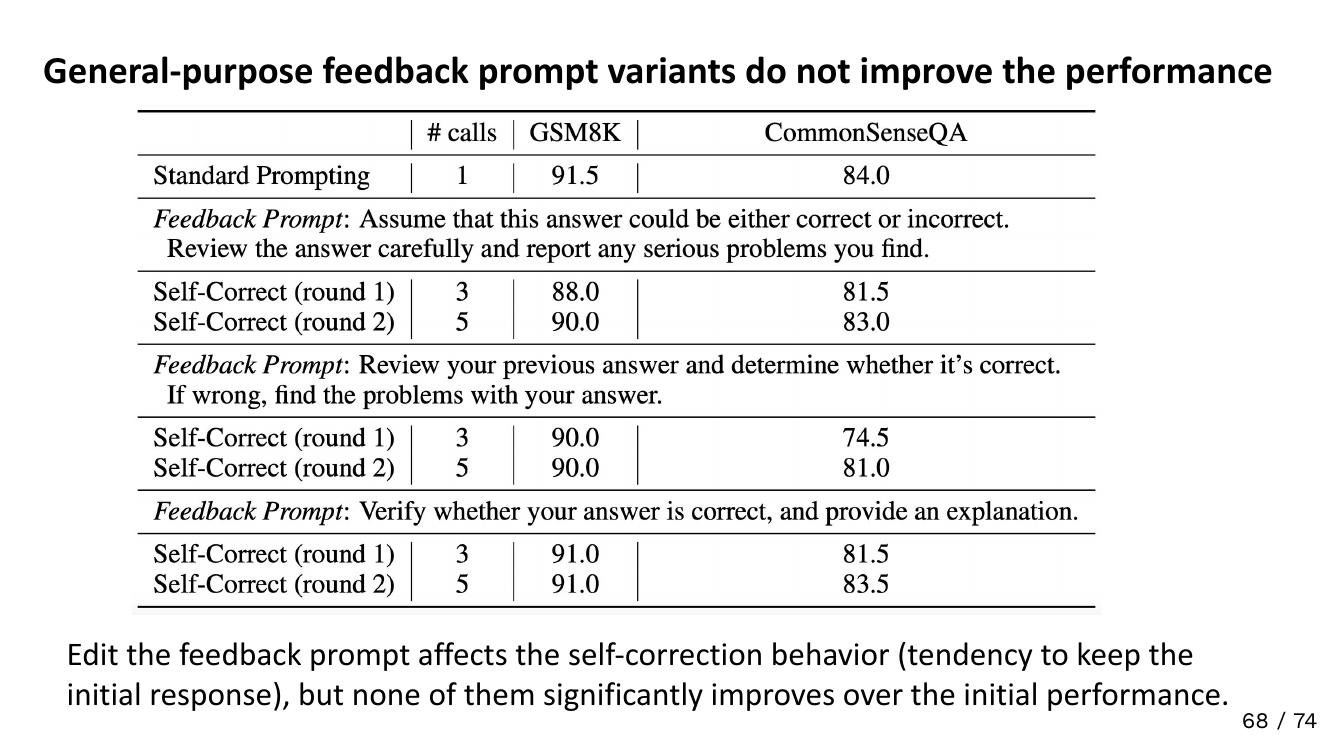 General-purpose feedback prompt variants do not improve the performance
# calls GSM8K CommonSenseQA
Standard Prompting 1 91.5 84.0
Feedback Prompt: Assume that this answer could be either correct or incorrect.
Review the answer carefully and report any serious problems you find.
Self-Correct (round 1) 3 88.0 81.5
Self-Correct (round 2) 5 90.0 83.0
Feedback Prompt: Review your previous answer and determine whether it's correct.
If wrong, find the problems with your answer.
Self-Correct (round 1) 3 90.0 74.5
Self-Correct (round 2) 5 90.0 81.0
Feedback Prompt: Verify whether your answer is correct, and provide an explanation.
Self-Correct (round 1) 3 91.0 81.5
Self-Correct (round 2) 5 91.0 83.5
Edit the feedback prompt affects the self-correction behavior (tendency to keep the
initial response), but none of them significantly improves over the initial performance.
68 / 74